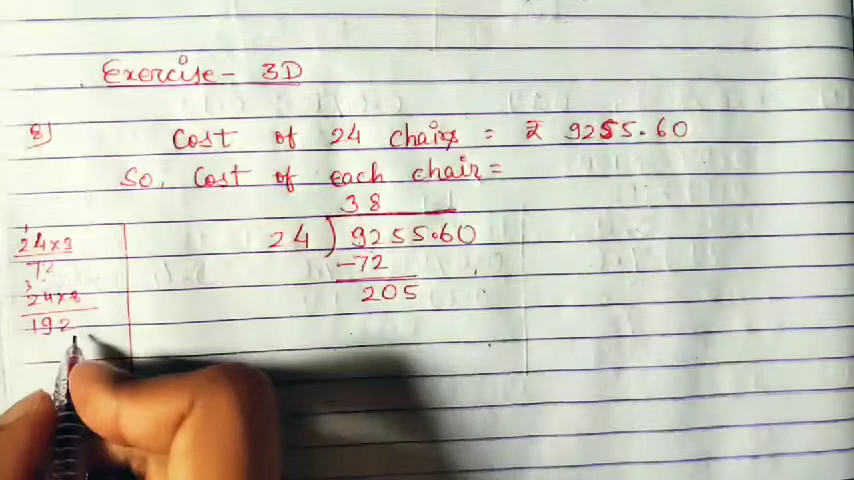 Exercise - 3D
8) Cost of 24 chairs = ₹ 9255.60
So, Cost of each chair =
38
24 ) 9255.60
-72
205
24×3
72
24×8
192